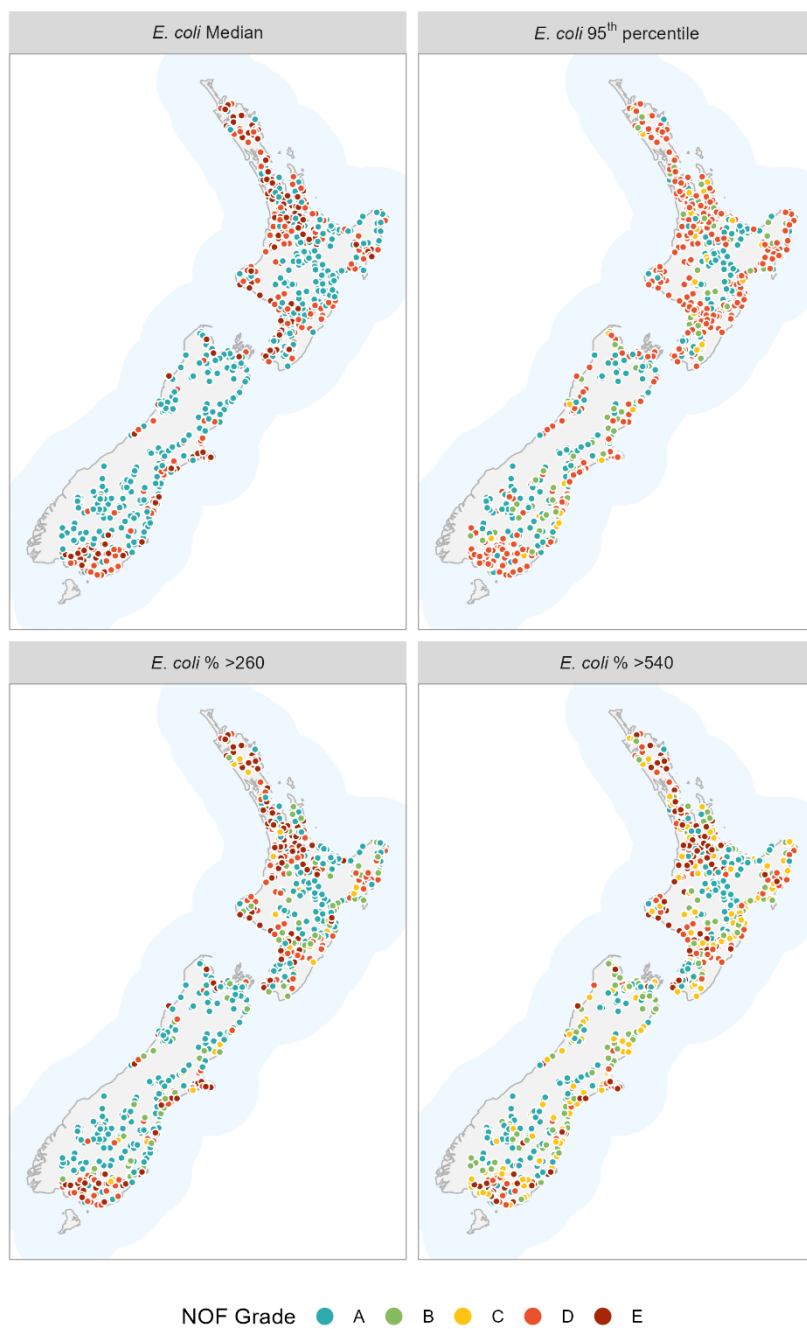 E. coli Median
E. coli 95th percentile
E. coli % >260
E. coli % >540
NOF Grade A B C D E